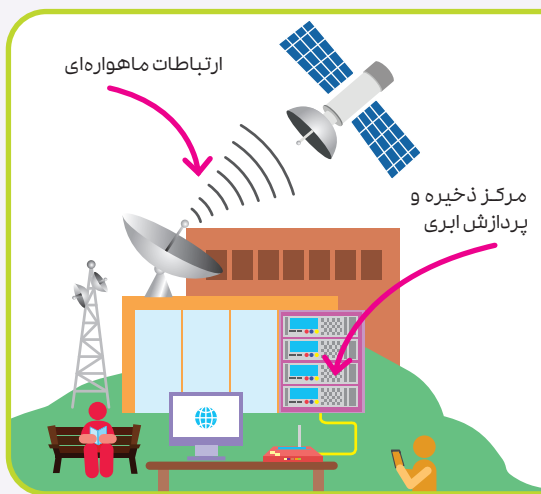 ارتباطات ماهواره‌ای
مرکز ذخیره و
پردازش ابری